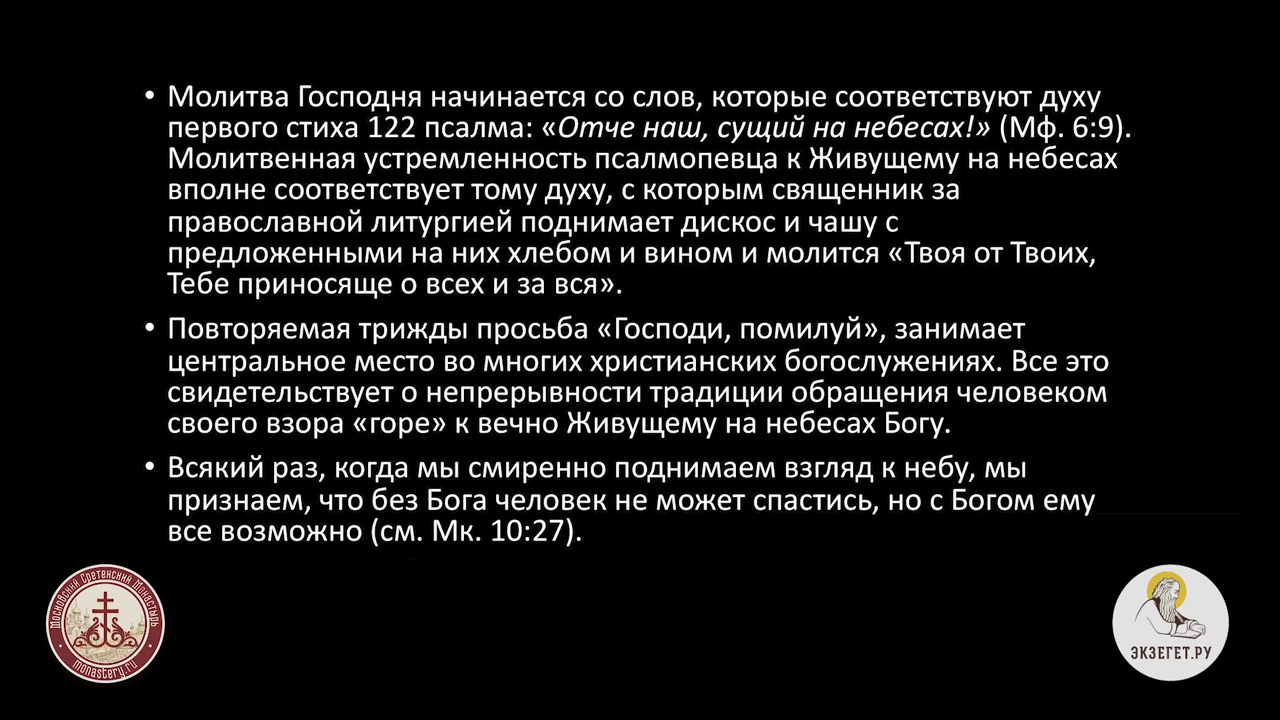 • Молитва Господня начинается со слов, которые соответствуют духу
первого стиха 122 псалма: «Отче наш, сущий на небесах!» (Мф. 6:9).
Молитвенная устремленность псалмопевца к Живущему на небесах
вполне соответствует тому духу, с которым священник за
православной литургией поднимает дискос и чашу с
предложенными на них хлебом и вином и молится «Твоя от Твоих,
Тебе приносяще о всех и за вся».
• Повторяемая трижды просьба «Господи, помилуй», занимает
центральное место во многих христианских богослужениях. Все это
свидетельствует о непрерывности традиции обращения человеком
своего взора «горе» к вечно Живущему на небесах Богу.
• Всякий раз, когда мы смиренно поднимаем взгляд к небу, мы
признаем, что без Бога человек не может спастись, но с Богом ему
все возможно (см. Мк. 10:27).
Московский Сретенский Монастырь
monastery.ru
ЭКЗЕГЕТ.РУ